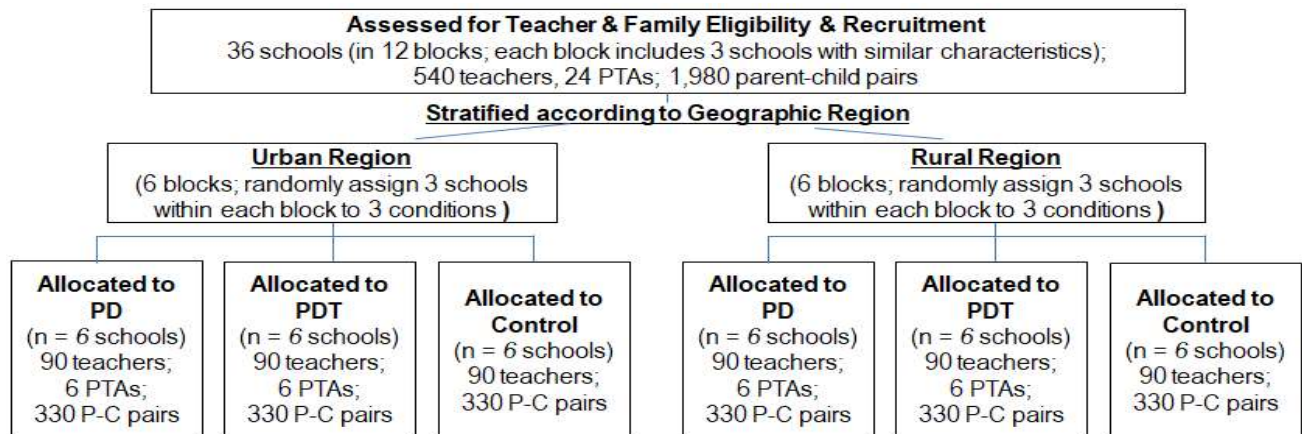 Assessed for Teacher & Family Eligibility & Recruitment
36 schools (in 12 blocks; each block includes 3 schools with similar characteristics);
540 teachers, 24 PTAs; 1,980 parent-child pairs
Stratified according to Geographic Region
Urban Region
(6 blocks; randomly assign 3 schools
within each block to 3 conditions )
Rural Region
(6 blocks; randomly assign 3 schools
within each block to 3 conditions )
Allocated to
PD
(n = 6 schools)
90 teachers;
6 PTAs;
330 P-C pairs
Allocated to
PDT
(n = 6 schools)
90 teachers;
6 PTAs;
330 P-C pairs
Allocated to
Control
(n = 6 schools)
90 teachers;
330 P-C pairs
Allocated to
PD
(n = 6 schools)
90 teachers;
6 PTAs;
330 P-C pairs
Allocated to
PDT
(n = 6 schools)
90 teachers;
6 PTAs;
330 P-C pairs
Allocated to
Control
(n = 6 schools)
90 teachers;
330 P-C pairs